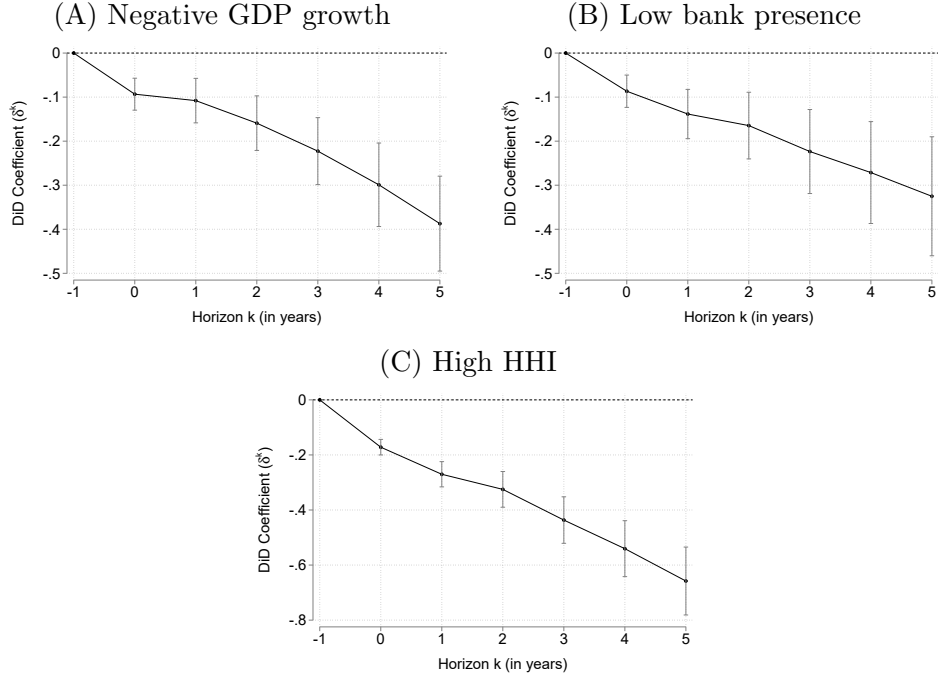 (A) Negative GDP growth
0
-.1
-.2
-.3
-.4
-.5
DiD Coefficient (δᵏ)
-1 0 1 2 3 4 5
Horizon k (in years)
(B) Low bank presence
0
-.1
-.2
-.3
-.4
-.5
DiD Coefficient (δᵏ)
-1 0 1 2 3 4 5
Horizon k (in years)
(C) High HHI
0
-.2
-.4
-.6
-.8
DiD Coefficient (δᵏ)
-1 0 1 2 3 4 5
Horizon k (in years)